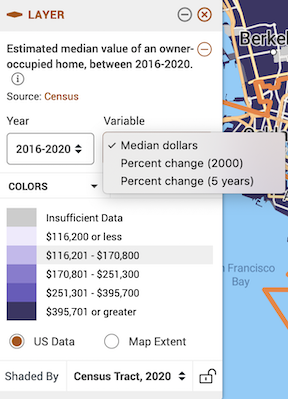 LAYER
Estimated median value of an owner-
occupied home, between 2016-2020.
Source: Census
Year
Variable
2016-2020
Median dollars
Percent change (2000)
Percent change (5 years)
COLORS
Insufficient Data
$116,200 or less
$116,201 - $170,800
$170,801 - $251,300
$251,301 - $395,700
$395,701 or greater
US Data
Map Extent
Shaded By
Census Tract, 2020
Berkel
Francisco
Bay